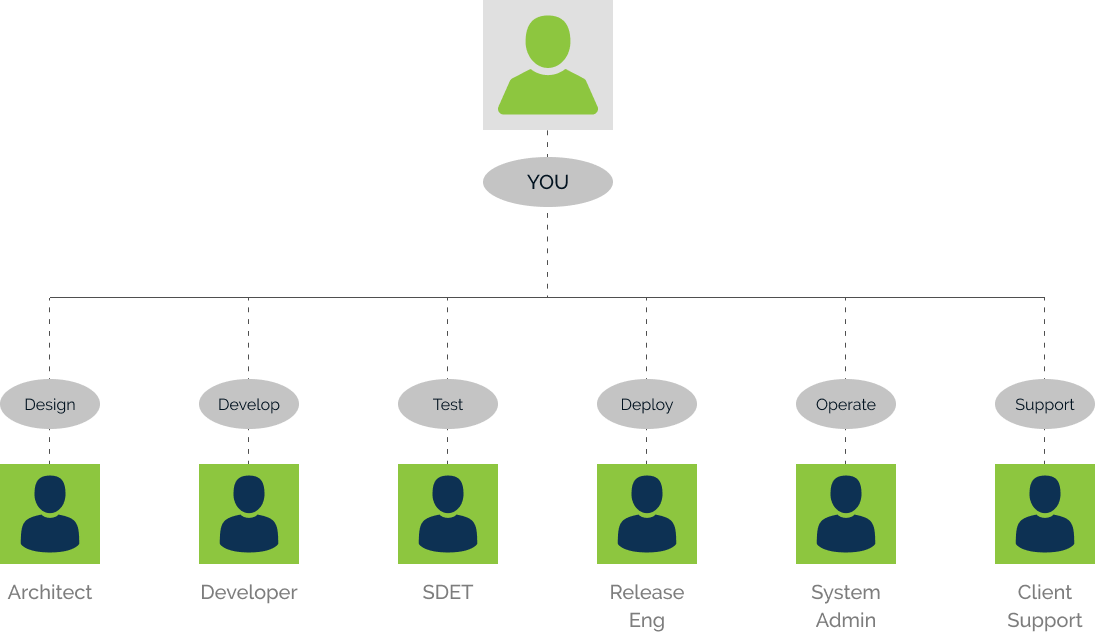 YOU
Design
Develop
Test
Deploy
Operate
Support
Architect
Developer
SDET
Release
Eng
System
Admin
Client
Support